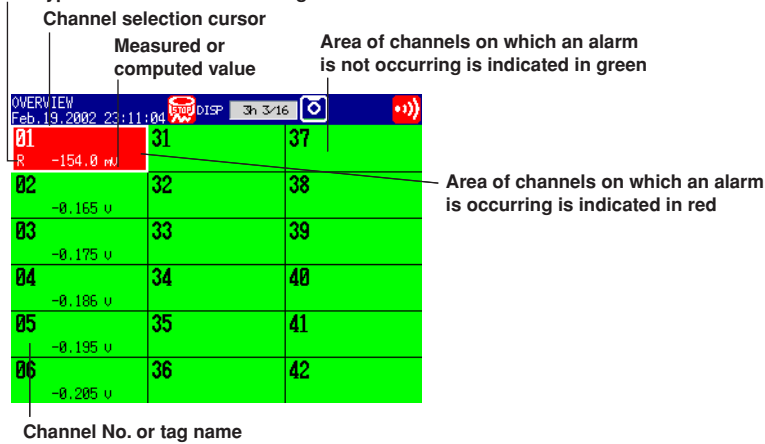 Channel selection cursor
Measured or
computed value
Area of channels on which an alarm
is not occurring is indicated in green
OVERVIEW
Feb.19.2002 23:11:04 STOP DISP 3h 3/16
01 31 37
R -154.0 mV
02 32 38
-0.165 V
03 33 39
-0.175 V
04 34 40
-0.186 V
05 35 41
-0.195 V
06 36 42
-0.205 V
Area of channels on which an alarm
is occurring is indicated in red
Channel No. or tag name